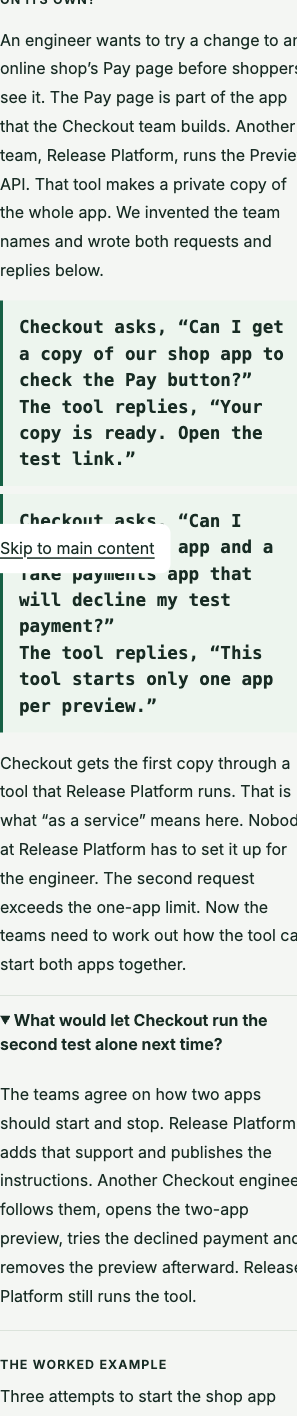 ON ITS OWN?
An engineer wants to try a change to an
online shop’s Pay page before shoppers
see it. The Pay page is part of the app
that the Checkout team builds. Another
team, Release Platform, runs the Previe
API. That tool makes a private copy of
the whole app. We invented the team
names and wrote both requests and
replies below.
Checkout asks, “Can I get
a copy of our shop app to
check the Pay button?”
The tool replies, “Your
copy is ready. Open the
test link.”
Checkout asks, “Can I
Skip to main content
app and a
fake payments app that
will decline my test
payment?”
The tool replies, “This
tool starts only one app
per preview.”
Checkout gets the first copy through a
tool that Release Platform runs. That is
what “as a service” means here. Nobod
at Release Platform has to set it up for
the engineer. The second request
exceeds the one-app limit. Now the
teams need to work out how the tool ca
start both apps together.
▼ What would let Checkout run the
second test alone next time?
The teams agree on how two apps
should start and stop. Release Platform
adds that support and publishes the
instructions. Another Checkout enginee
follows them, opens the two-app
preview, tries the declined payment and
removes the preview afterward. Release
Platform still runs the tool.
THE WORKED EXAMPLE
Three attempts to start the shop app